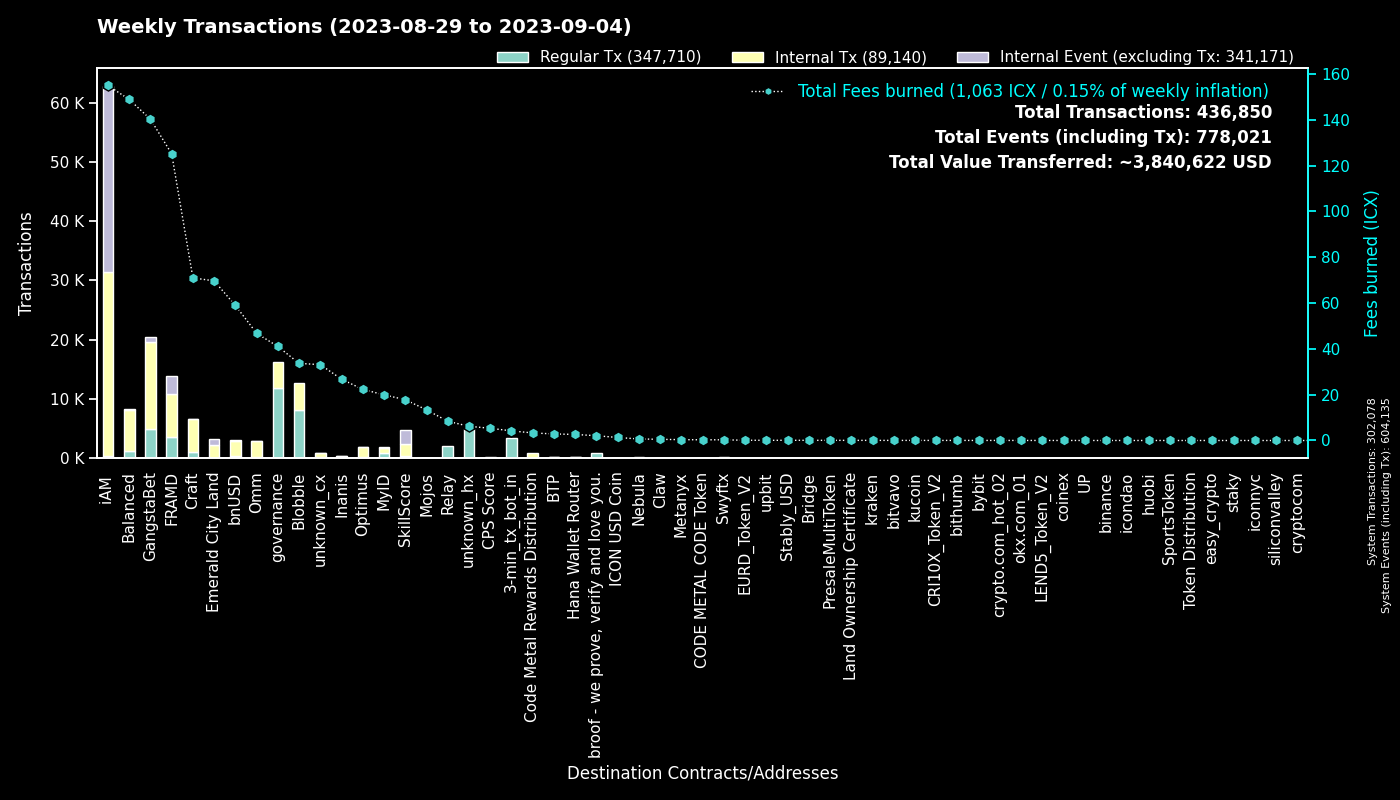 Weekly Transactions (2023-08-29 to 2023-09-04)
Regular Tx (347,710)
Internal Tx (89,140)
Internal Event (excluding Tx: 341,171)
Total Fees burned (1,063 ICX / 0.15% of weekly inflation)
Total Transactions: 436,850
Total Events (including Tx): 778,021
Total Value Transferred: ~3,840,622 USD
Transactions
60 K
50 K
40 K
30 K
20 K
10 K
0 K
160
140
120
100
80
60
40
20
0
Fees burned (ICX)
iAM
Balanced
GangstaBet
FRAMD
Craft
Emerald City Land
bnUSD
Omm
governance
Blobble
unknown_cx
Inanis
Optimus
MyID
SkillScore
Mojos
Relay
unknown_hx
CPS Score
3-min_tx_bot_in
Code Metal Rewards Distribution
BTP
Hana Wallet Router
broof - we prove, verify and love you.
ICON USD Coin
Nebula
Claw
Metanyx
CODE METAL CODE Token
Swyftx
EURD_Token_V2
upbit
Stably_USD
Bridge
PresaleMultiToken
Land Ownership Certificate
kraken
bitvavo
kucoin
CRI10X_Token_V2
bithumb
bybit
crypto.com_hot_02
okx.com_01
LEND5_Token_V2
coinex
UP
binance
icondao
huobi
SportsToken
Token Distribution
easy_crypto
staky
iconnyc
siliconvalley
cryptocom
Destination Contracts/Addresses
System Transactions: 302,078
System Events (including Tx): 604,135